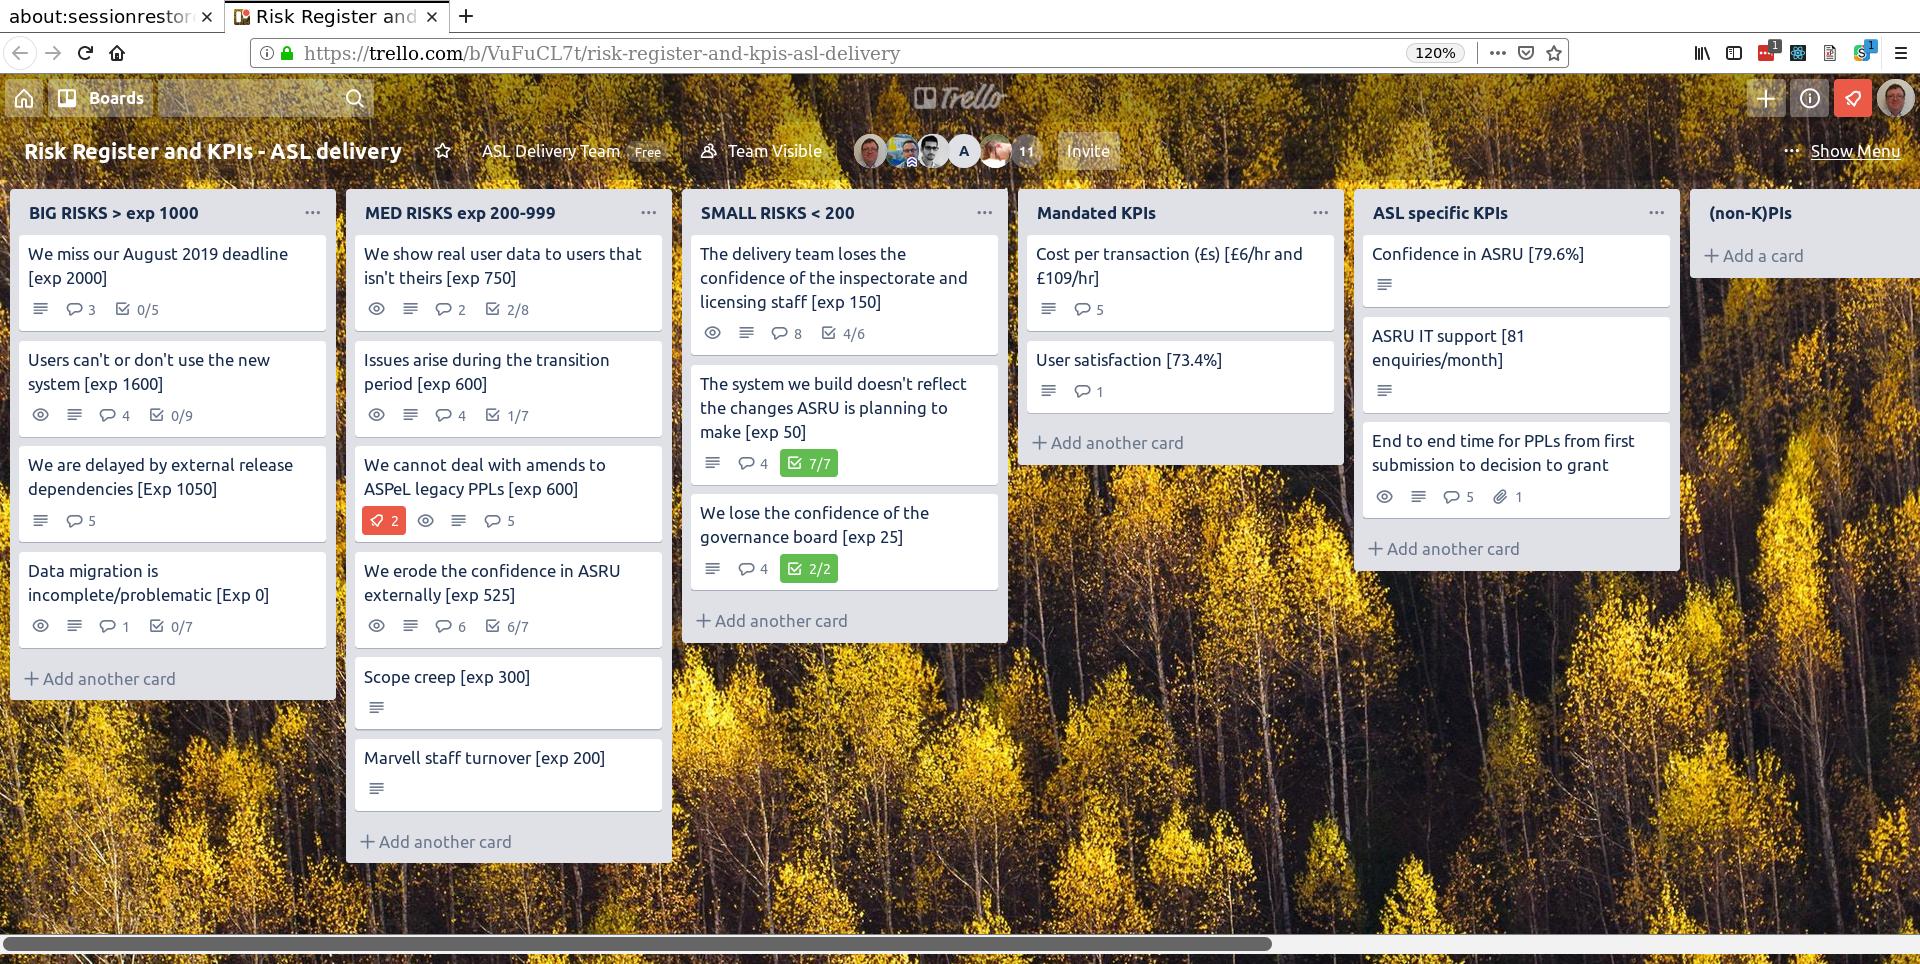 about:sessionrestore
Risk Register and
https://trello.com/b/VuFuCL7t/risk-register-and-kpis-asl-delivery
120%
1
1
Boards
Trello
Risk Register and KPIs - ASL delivery
ASL Delivery Team
Free
Team Visible
A
11
Invite
Show Menu
BIG RISKS > exp 1000
We miss our August 2019 deadline
[exp 2000]
3 0/5
Users can't or don't use the new
system [exp 1600]
4 0/9
We are delayed by external release
dependencies [Exp 1050]
5
Data migration is
incomplete/problematic [Exp 0]
1 0/7
Add another card
MED RISKS exp 200-999
We show real user data to users that
isn't theirs [exp 750]
2 2/8
Issues arise during the transition
period [exp 600]
4 1/7
We cannot deal with amends to
ASPeL legacy PPLs [exp 600]
2 5
We erode the confidence in ASRU
externally [exp 525]
6 6/7
Scope creep [exp 300]
Marvell staff turnover [exp 200]
Add another card
SMALL RISKS < 200
The delivery team loses the
confidence of the inspectorate and
licensing staff [exp 150]
8 4/6
The system we build doesn't reflect
the changes ASRU is planning to
make [exp 50]
4 7/7
We lose the confidence of the
governance board [exp 25]
4 2/2
Add another card
Mandated KPIs
Cost per transaction (£s) [£6/hr and
£109/hr]
5
User satisfaction [73.4%]
1
Add another card
ASL specific KPIs
Confidence in ASRU [79.6%]
ASRU IT support [81
enquiries/month]
End to end time for PPLs from first
submission to decision to grant
5 1
Add another card
(non-K)PIs
Add a card